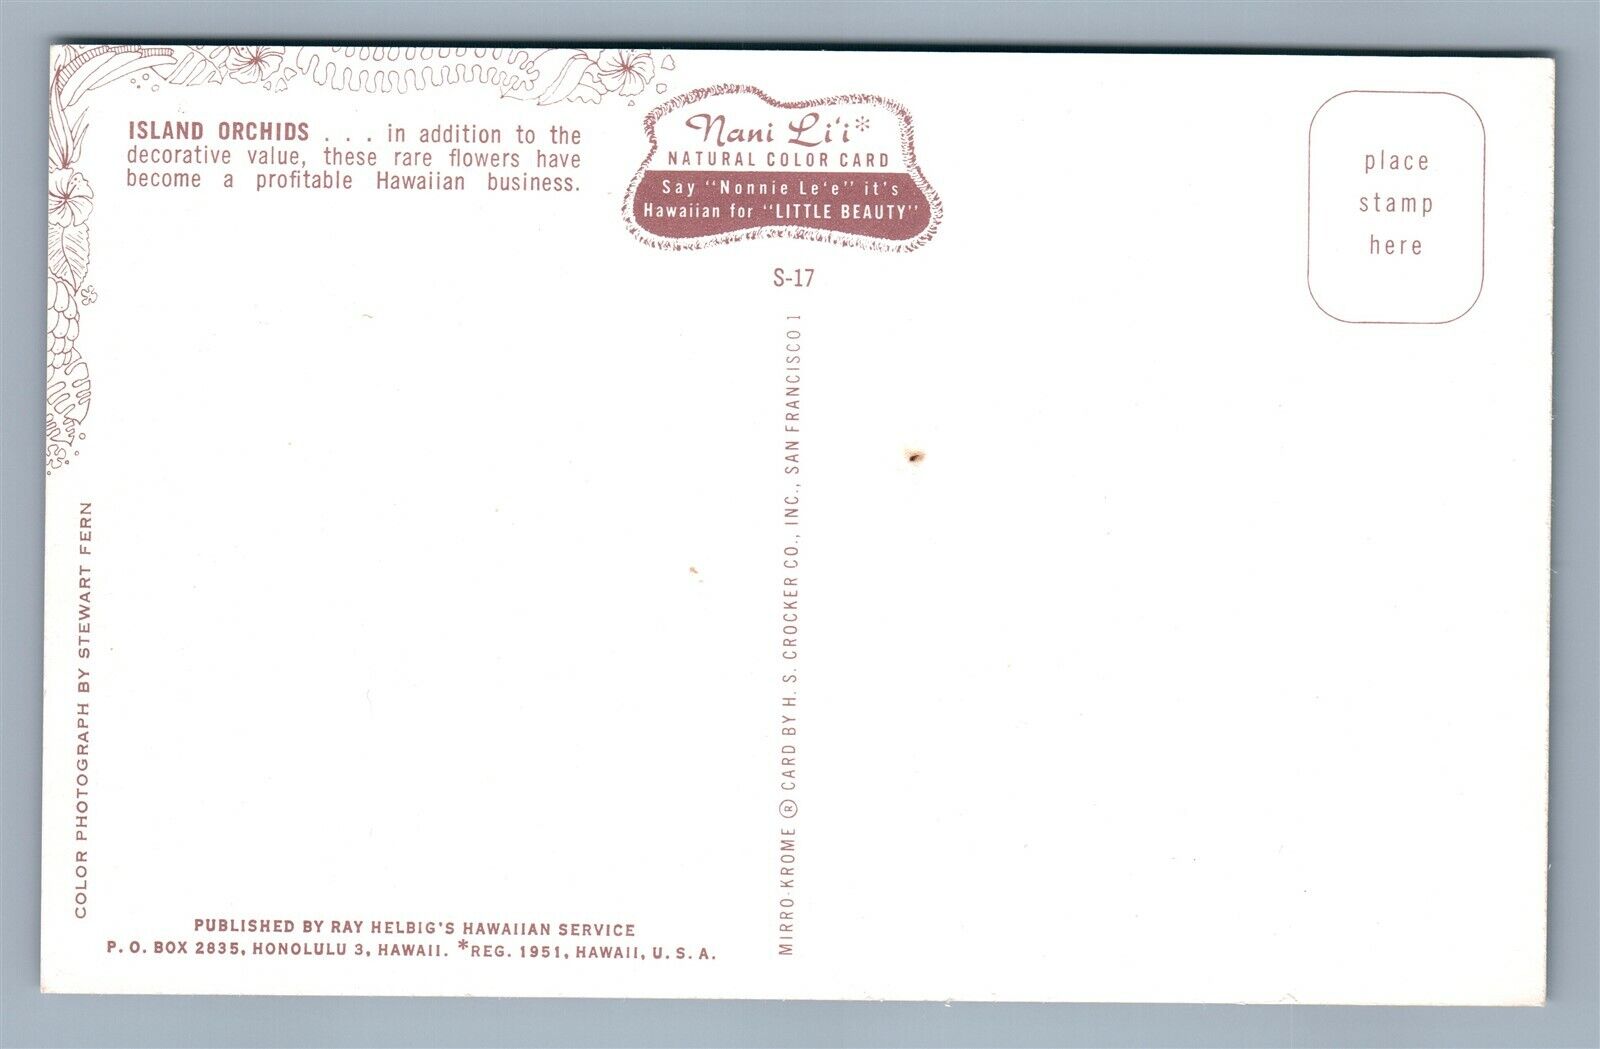 ISLAND ORCHIDS . . . in addition to the
decorative value, these rare flowers have
become a profitable Hawaiian business.
Nani Li'i*
NATURAL COLOR CARD
Say "Nonnie Le'e" it's
Hawaiian for "LITTLE BEAUTY"
S-17
place
stamp
here
COLOR PHOTOGRAPH BY STEWART FERN
MIRRO-KROME ® CARD BY H. S. CROCKER CO., INC., SAN FRANCISCO 1
PUBLISHED BY RAY HELBIG'S HAWAIIAN SERVICE
P. O. BOX 2835, HONOLULU 3, HAWAII. *REG. 1951, HAWAII, U. S. A.